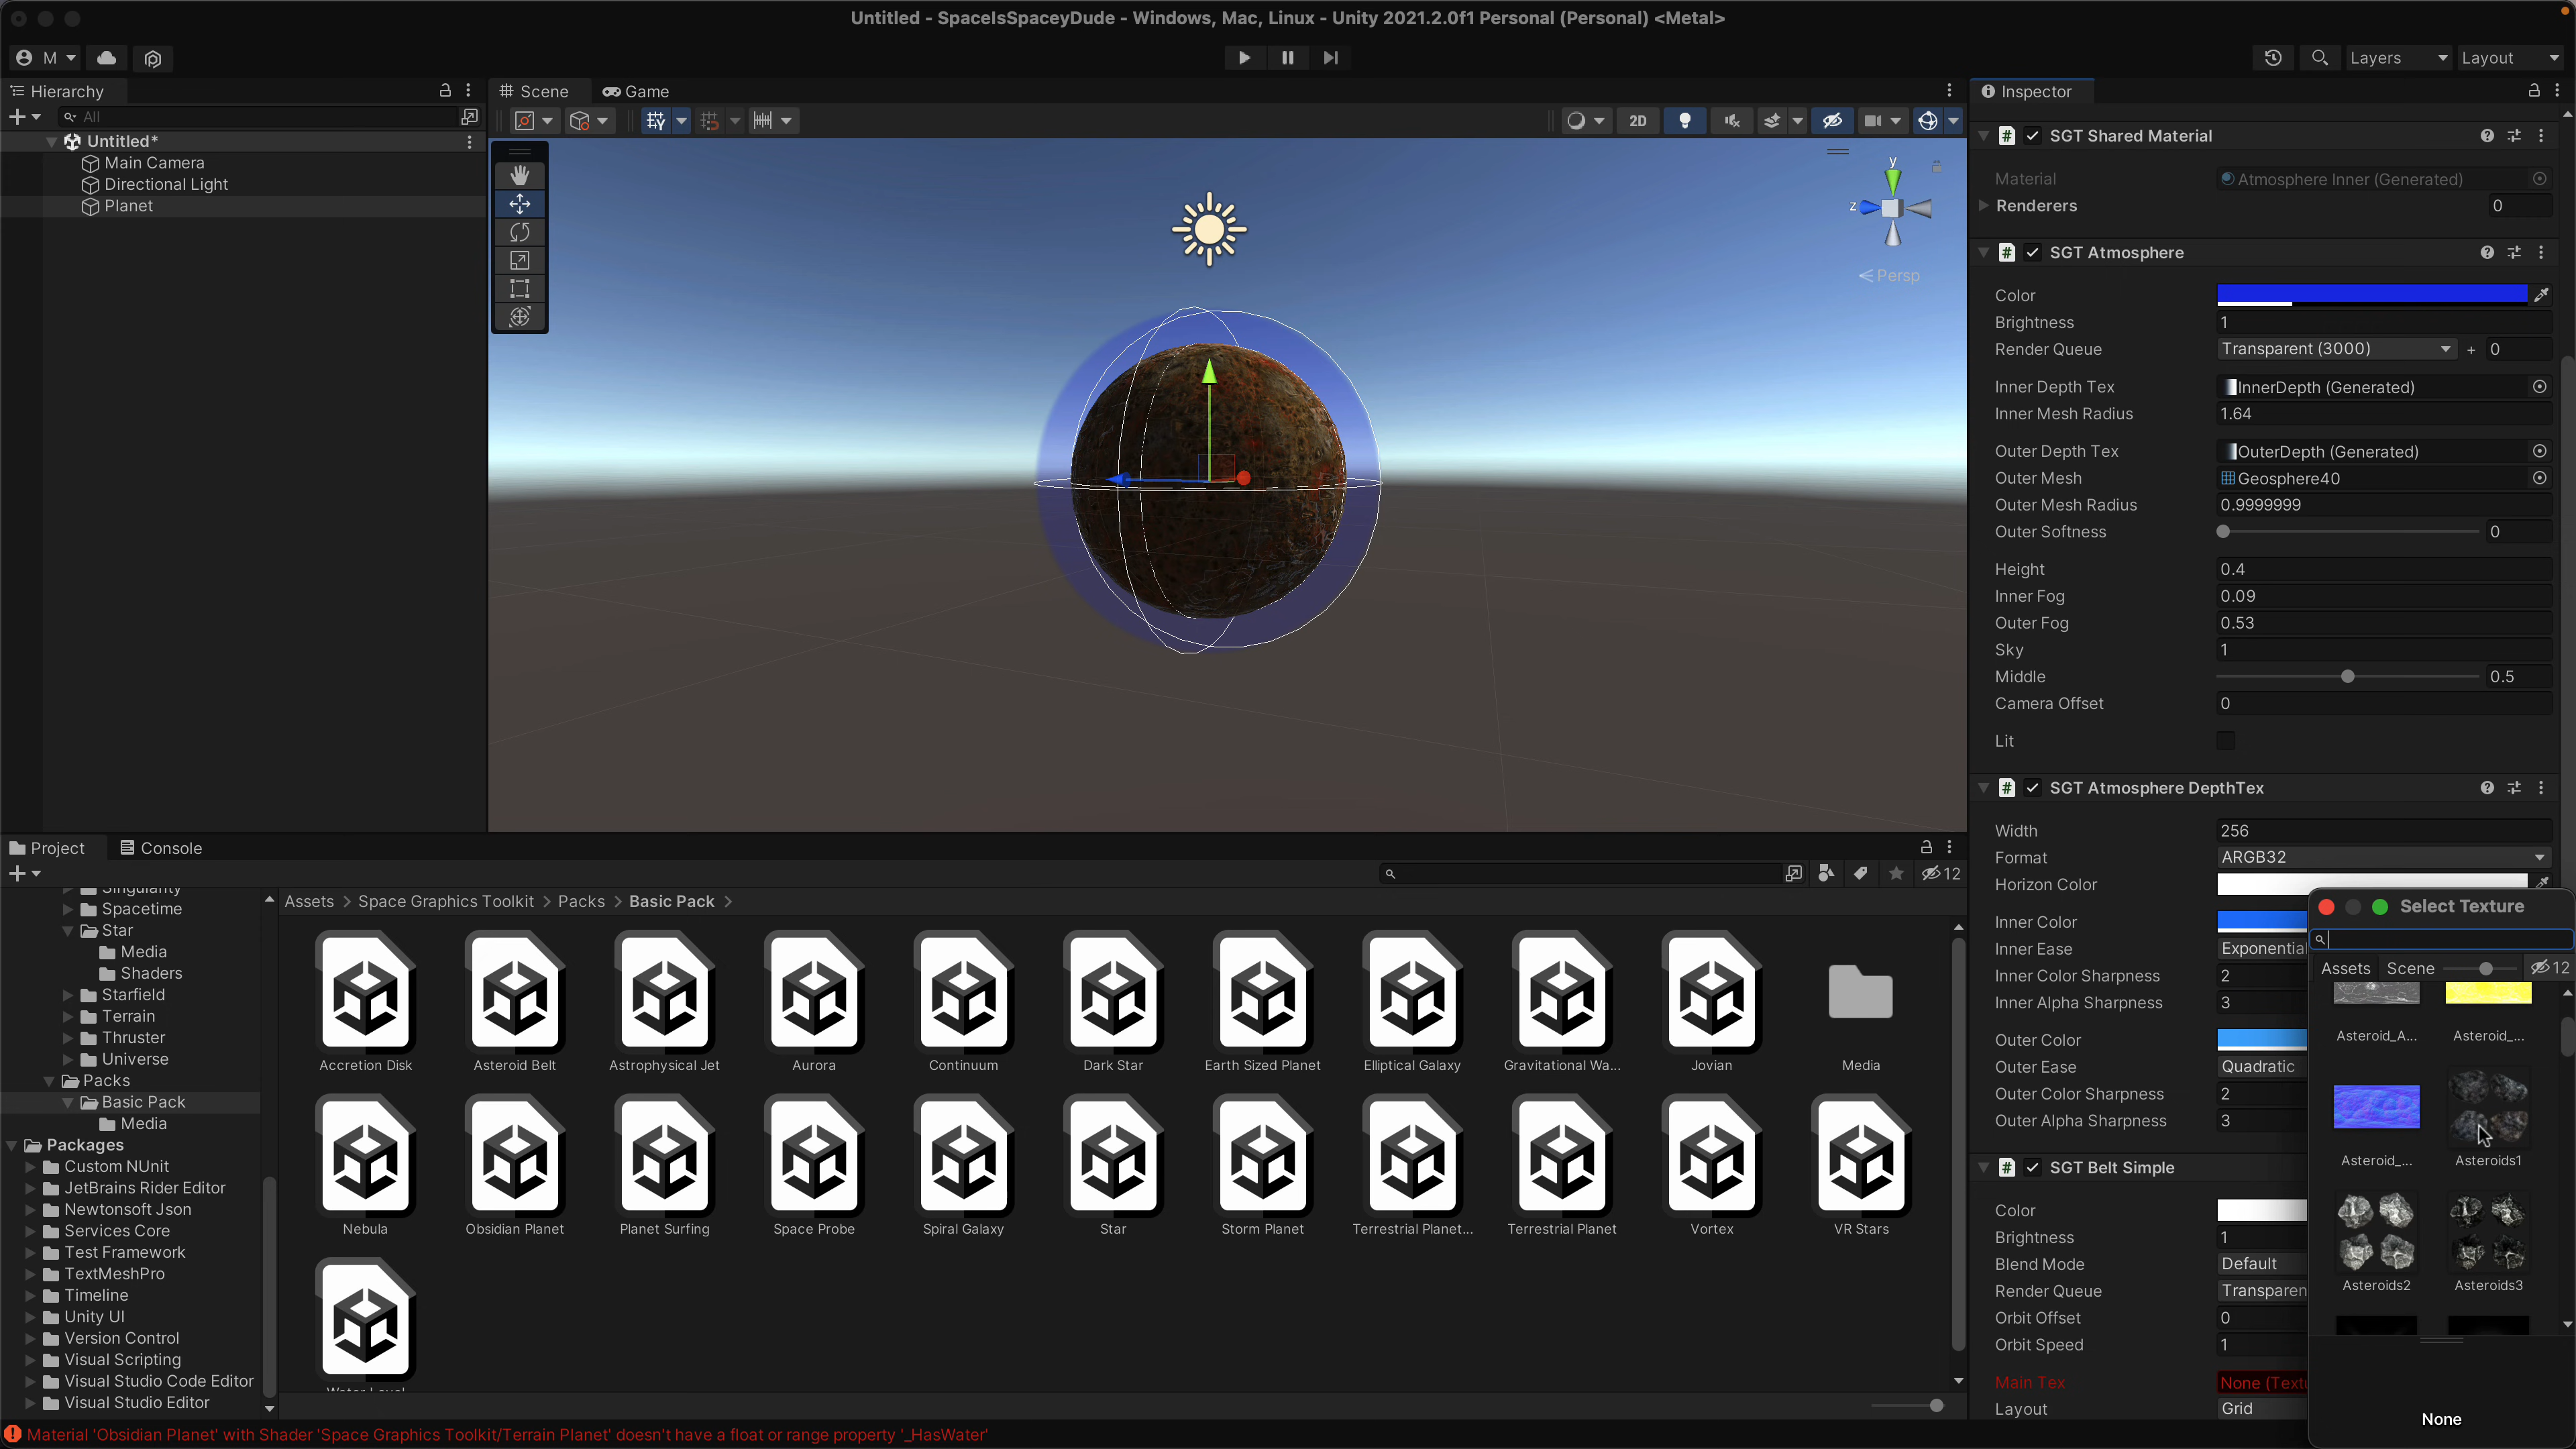 Untitled - SpaceIsSpaceyDude - Windows, Mac, Linux - Unity 2021.2.0f1 Personal (Personal) <Metal>
M
Layers
Layout
Hierarchy
All
Untitled*
Main Camera
Directional Light
Planet
Scene
Game
2D
y
z
Persp
Inspector
SGT Shared Material
Material Atmosphere Inner (Generated)
Renderers 0
SGT Atmosphere
Color
Brightness 1
Render Queue Transparent (3000) + 0
Inner Depth Tex InnerDepth (Generated)
Inner Mesh Radius 1.64
Outer Depth Tex OuterDepth (Generated)
Outer Mesh Geosphere40
Outer Mesh Radius 0.9999999
Outer Softness 0
Height 0.4
Inner Fog 0.09
Outer Fog 0.53
Sky 1
Middle 0.5
Camera Offset 0
Lit
SGT Atmosphere DepthTex
Width 256
Format ARGB32
Horizon Color
Inner Color
Inner Ease Exponential
Inner Color Sharpness 2
Inner Alpha Sharpness 3
Outer Color
Outer Ease Quadratic
Outer Color Sharpness 2
Outer Alpha Sharpness 3
SGT Belt Simple
Color
Brightness 1
Blend Mode Default
Render Queue Transparen
Orbit Offset 0
Orbit Speed 1
Main Tex None (Text
Layout Grid
Select Texture
Assets Scene 12
Asteroid_A... Asteroid_...
Asteroid_... Asteroids1
Asteroids2 Asteroids3
None
Project
Console
12
Singularity
Spacetime
Star
Media
Shaders
Starfield
Terrain
Thruster
Universe
Packs
Basic Pack
Media
Packages
Custom NUnit
JetBrains Rider Editor
Newtonsoft Json
Services Core
Test Framework
TextMeshPro
Timeline
Unity UI
Version Control
Visual Scripting
Visual Studio Code Editor
Visual Studio Editor
Assets > Space Graphics Toolkit > Packs > Basic Pack >
Accretion Disk Asteroid Belt Astrophysical Jet Aurora Continuum Dark Star Earth Sized Planet Elliptical Galaxy Gravitational Wa... Jovian Media
Nebula Obsidian Planet Planet Surfing Space Probe Spiral Galaxy Star Storm Planet Terrestrial Planet... Terrestrial Planet Vortex VR Stars
Water Level
Material 'Obsidian Planet' with Shader 'Space Graphics Toolkit/Terrain Planet' doesn't have a float or range property '_HasWater'